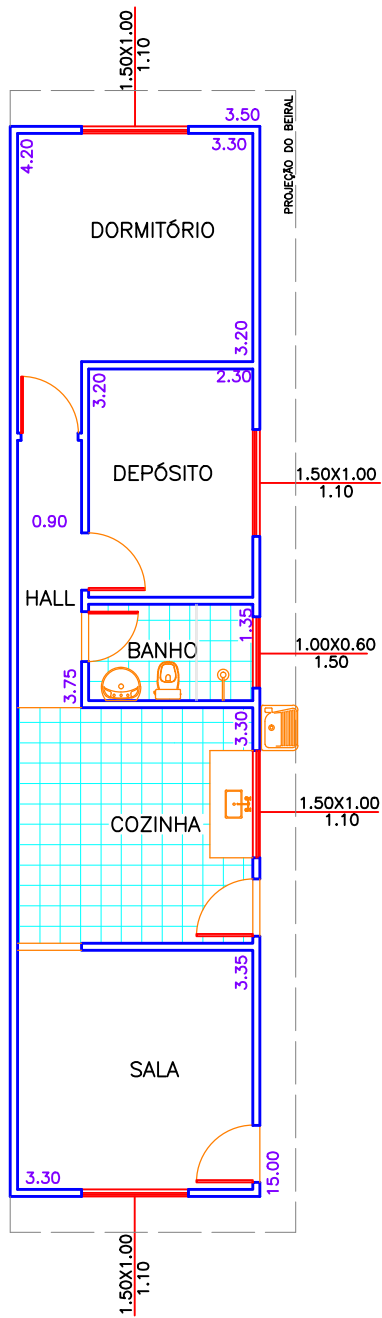 1.50X1.00
1.10
3.50
3.30
4.20
PROJEÇÃO DO BEIRAL
DORMITÓRIO
3.20
3.20
2.30
DEPÓSITO
1.50X1.00
1.10
0.90
HALL
1.35
BANHO
1.00X0.60
1.50
3.75
3.30
1.50X1.00
1.10
COZINHA
3.35
SALA
3.30
15.00
1.50X1.00
1.10